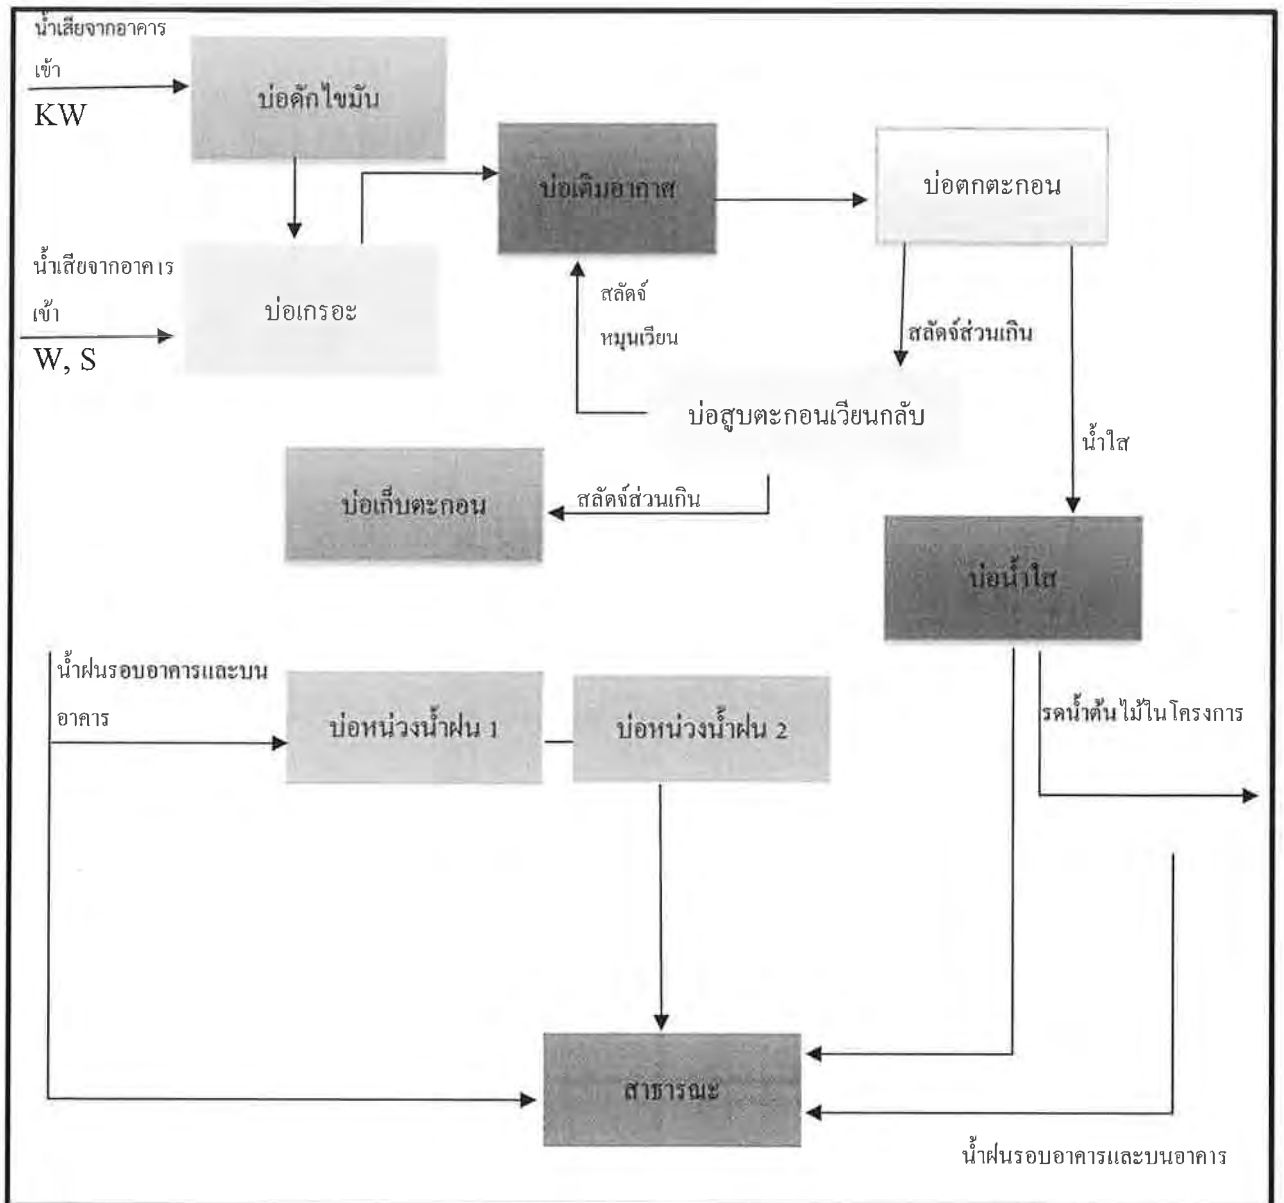 น้ำเสียจากอาคาร
เข้า
KW
บ่อดักไขมัน
บ่อเติมอากาศ
บ่อตกตะกอน
น้ำเสียจากอาคาร
เข้า
W, S
บ่อเกรอะ
สลัดจ์
หมุนเวียน
สลัดจ์ส่วนเกิน
บ่อสูบตะกอนเวียนกลับ
น้ำใส
บ่อเก็บตะกอน
สลัดจ์ส่วนเกิน
บ่อน้ำใส
น้ำฝนรอบอาคารและบน
อาคาร
บ่อหน่วงน้ำฝน 1
บ่อหน่วงน้ำฝน 2
รดน้ำต้นไม้ในโครงการ
สาธารณะ
น้ำฝนรอบอาคารและบนอาคาร